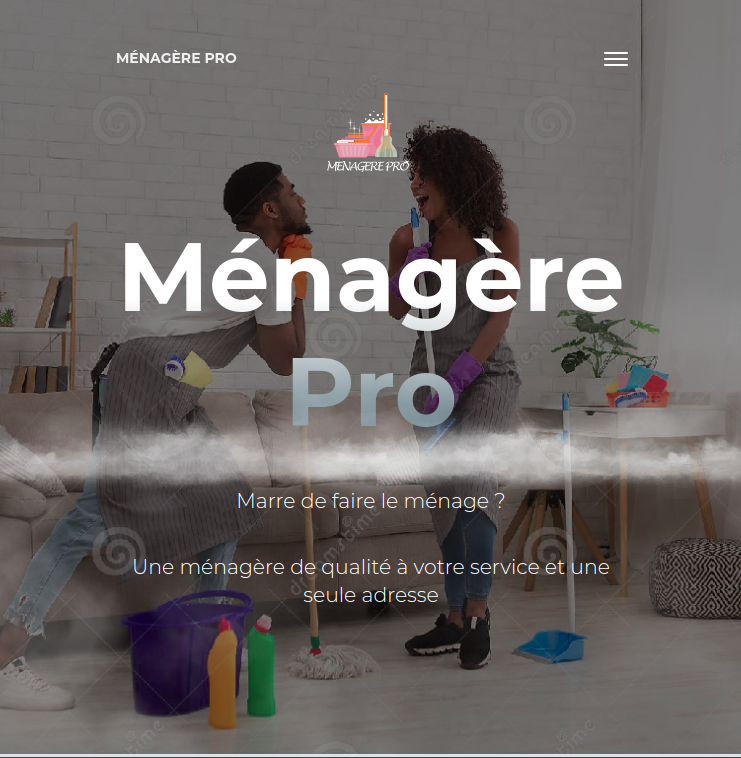 MÉNAGÈRE PRO
MENAGERE PRO
Ménagère
Pro
Marre de faire le ménage ?
Une ménagère de qualité à votre service et une
seule adresse